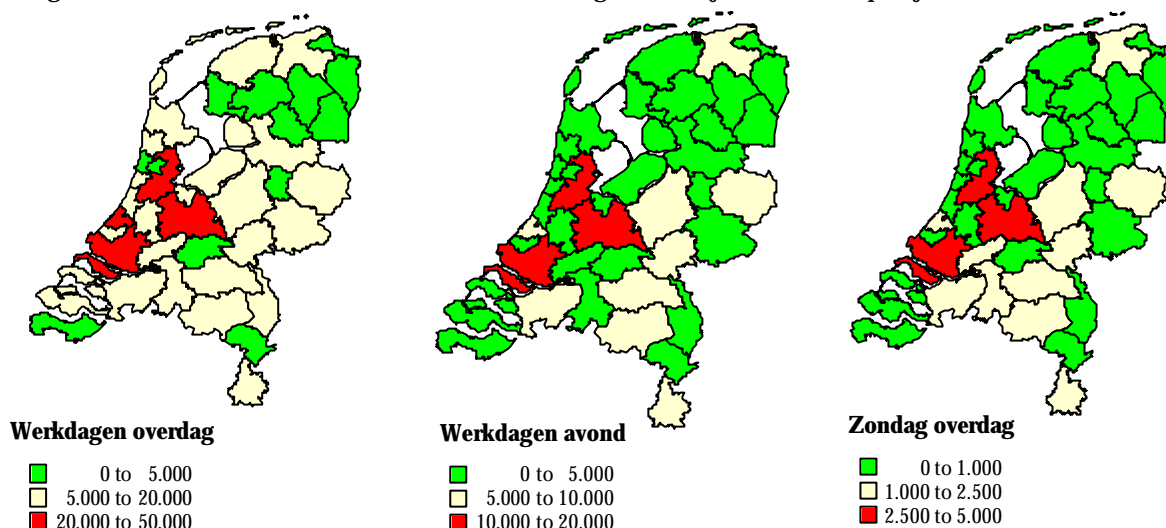 Werkdagen overdag
0 to 5.000
5.000 to 20.000
20.000 to 50.000
Werkdagen avond
0 to 5.000
5.000 to 10.000
10.000 to 20.000
Zondag overdag
0 to 1.000
1.000 to 2.500
2.500 to 5.000